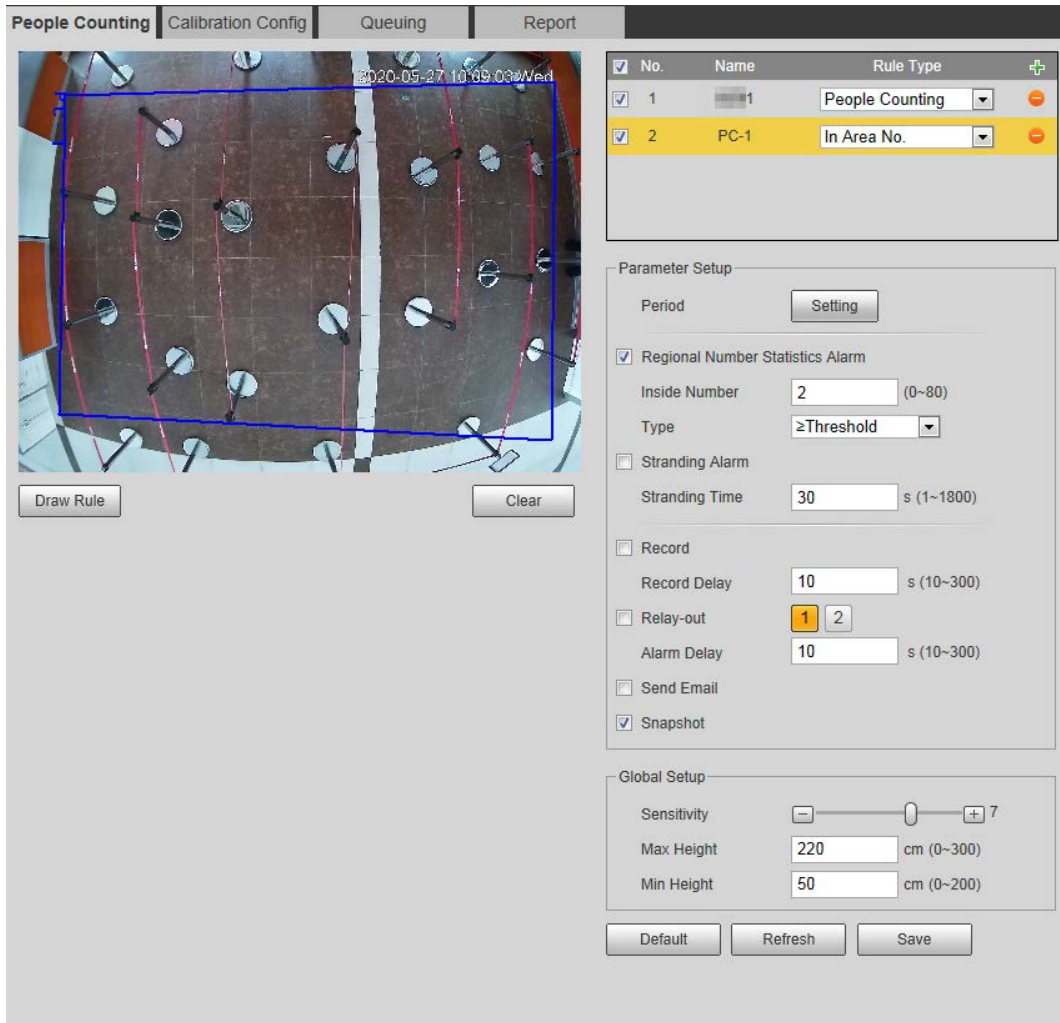 People Counting Calibration Config Queuing Report
2020-05-27 10:09:03 Wed
No. Name Rule Type
1 1 People Counting
2 PC-1 In Area No.
Parameter Setup
Period Setting
Regional Number Statistics Alarm
Inside Number 2 (0~80)
Type ≥Threshold
Stranding Alarm
Stranding Time 30 s (1~1800)
Draw Rule Clear
Record
Record Delay 10 s (10~300)
Relay-out 1 2
Alarm Delay 10 s (10~300)
Send Email
Snapshot
Global Setup
Sensitivity 7
Max Height 220 cm (0~300)
Min Height 50 cm (0~200)
Default Refresh Save